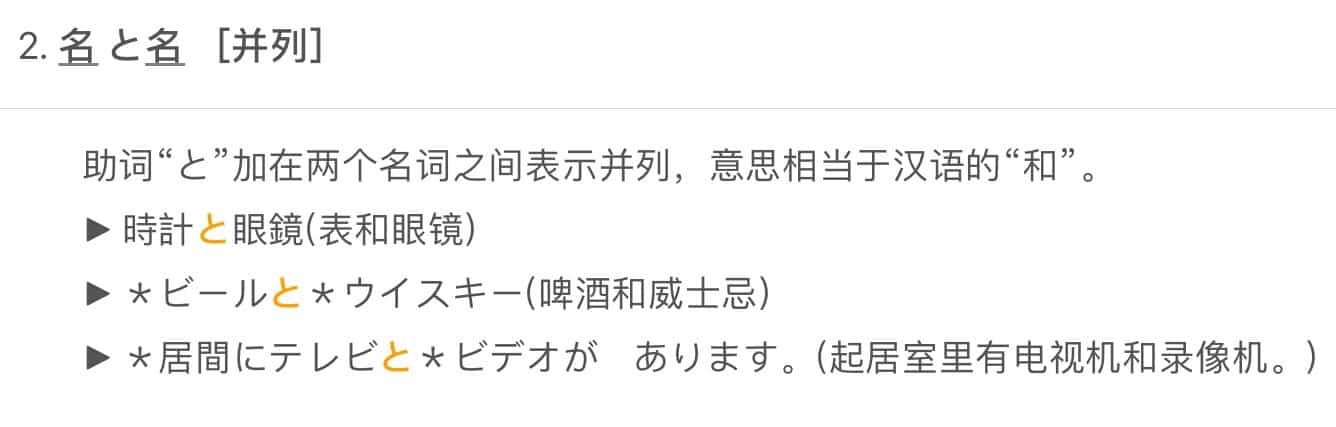 2. 名 と名 ［并列］
助词“と”加在两个名词之间表示并列，意思相当于汉语的“和”。
▶ 時計と眼鏡(表和眼镜)
▶ ＊ビールと＊ウイスキー(啤酒和威士忌)
▶ ＊居間にテレビと＊ビデオが　あります。(起居室里有电视机和录像机。)